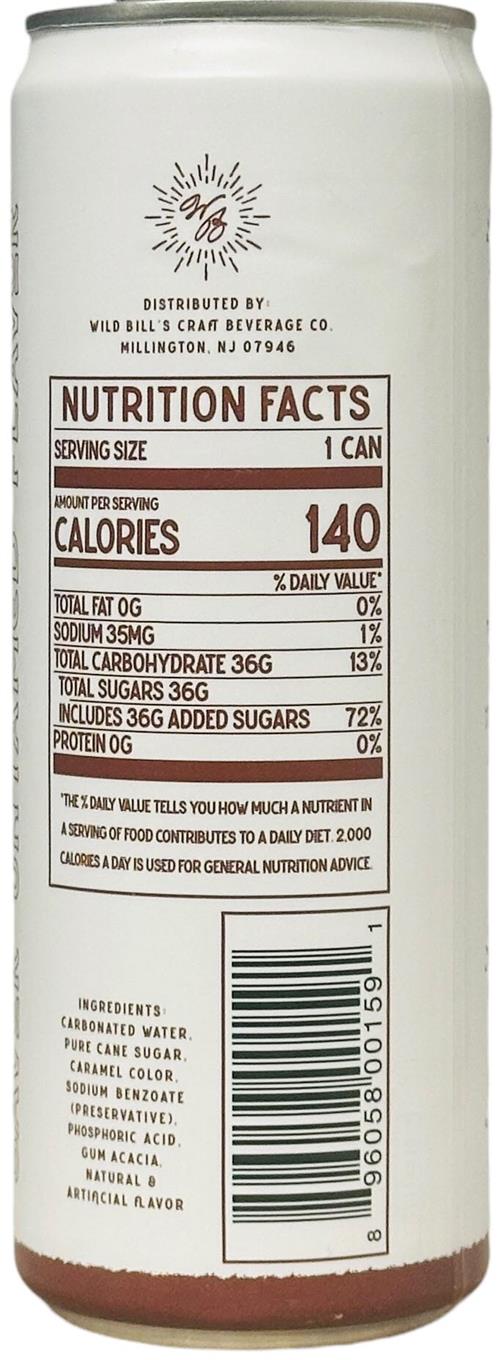 WB
DISTRIBUTED BY:
WILD BILL'S CRAFT BEVERAGE CO.
MILLINGTON, NJ 07946
NUTRITION FACTS
SERVING SIZE 1 CAN
AMOUNT PER SERVING
CALORIES 140
% DAILY VALUE*
TOTAL FAT 0G 0%
SODIUM 35MG 1%
TOTAL CARBOHYDRATE 36G 13%
TOTAL SUGARS 36G
INCLUDES 36G ADDED SUGARS 72%
PROTEIN 0G 0%
*THE % DAILY VALUE TELLS YOU HOW MUCH A NUTRIENT IN
A SERVING OF FOOD CONTRIBUTES TO A DAILY DIET. 2,000
CALORIES A DAY IS USED FOR GENERAL NUTRITION ADVICE.
INGREDIENTS:
CARBONATED WATER,
PURE CANE SUGAR,
CARAMEL COLOR,
SODIUM BENZOATE
(PRESERVATIVE),
PHOSPHORIC ACID,
GUM ACACIA,
NATURAL &
ARTIFICIAL FLAVOR
8 96058 00159 1